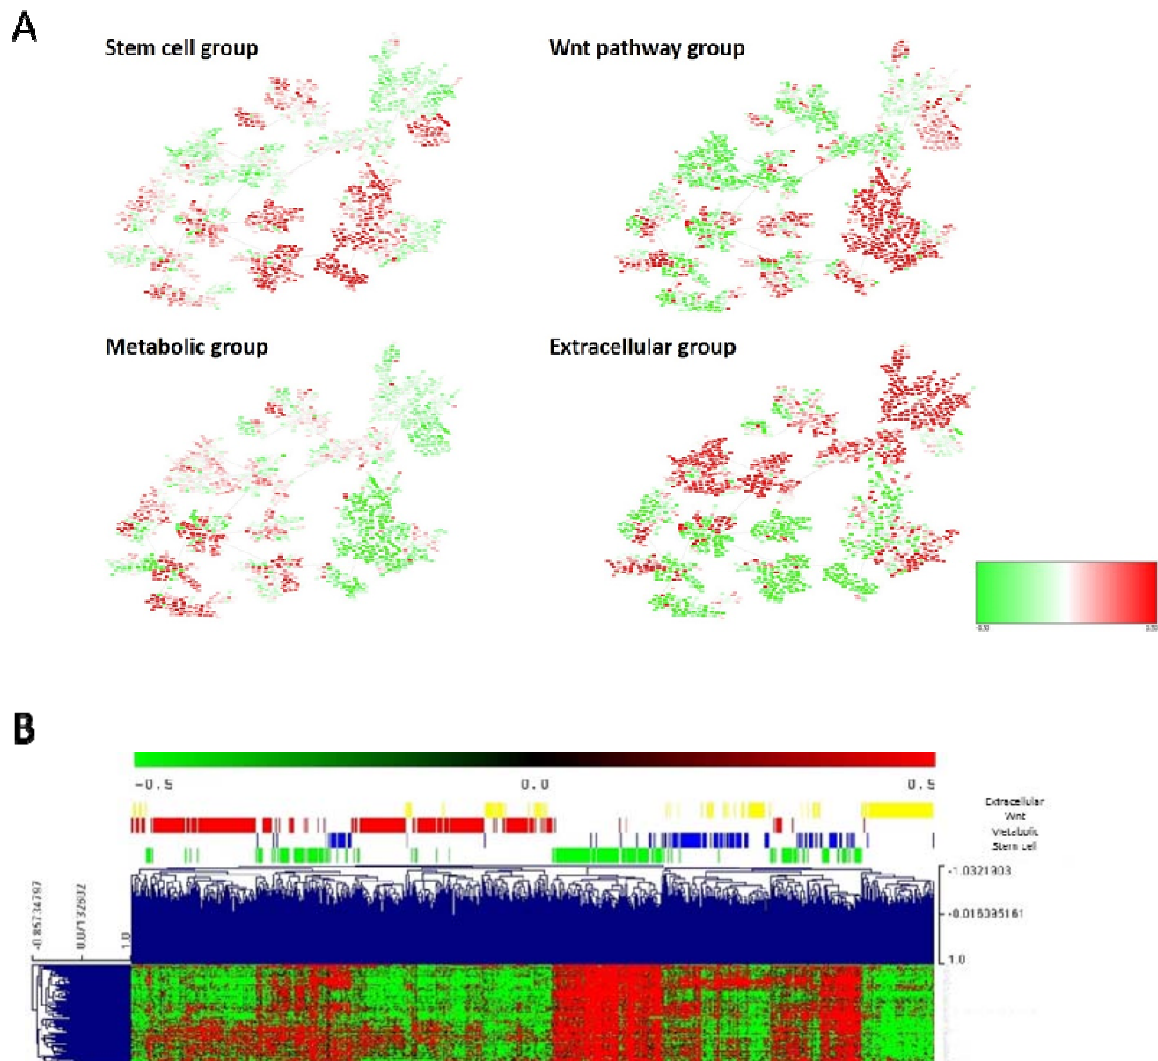 A
Stem cell group
Wnt pathway group
Metabolic group
Extracellular group
B
-0.5
0.0
0.5
Extracellular
Wnt
Metabolic
Stem cell
1.0
1.0